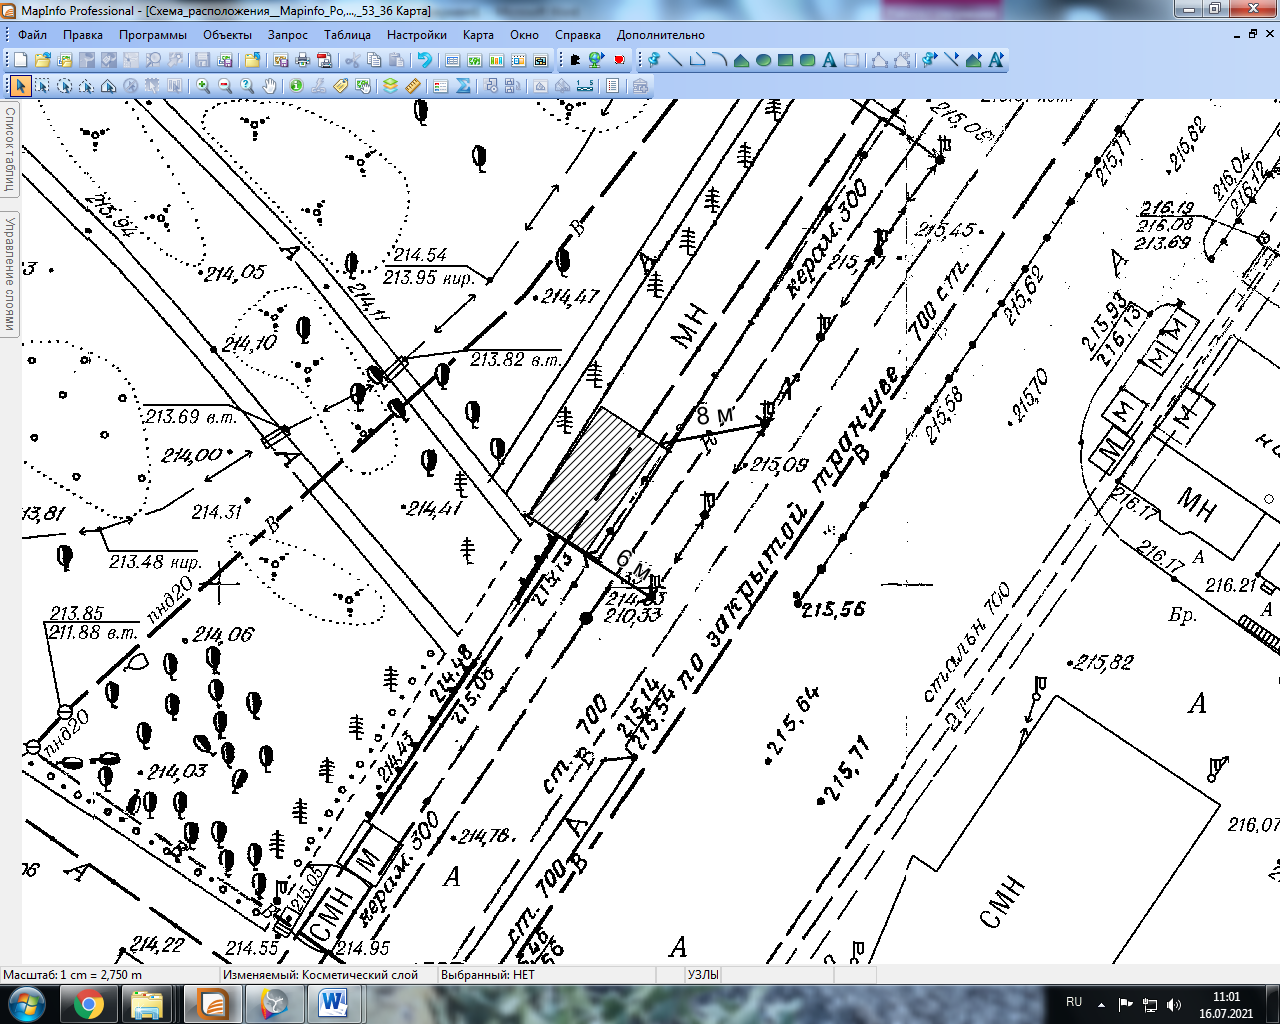 MapInfo Professional - [Схема_расположения__Mapinfo_Po,...,_53_36 Карта]
Файл Правка Программы Объекты Запрос Таблица Настройки Карта Окно Справка Дополнительно
Список таблиц
Управление слоями
213.94
А
214,05
214,11
214.54
213.95 кир.
В
214,47
214,10
213.82 в.т.
213.69 в.т.
214,00
А
214.31
214,41
13,81
213.48 кир.
В
пнд20
213.85
211.88 в.т.
214,06
пнд20
214,03
МН
керам.300
215,45
700 ст.
215,62
215,77
215,82
216,04
216,12
216.19
216.08
213.69
А
215,93
216,13
М
М
М
М
М
8 м
215,09
215,58
215,70
по закрытой траншее
В
6 м
210,33
215,56
216.17
МН
216.17
А
216.21
А
Бр.
стальн 700
2Т
215,82
А
214.48
215,08
214,43
ст. 700
В
215,14
215.54
215,64
215,71
216,07
керам.300
214,76
М
СМН
215,05
А
А
В
ст. 700
А
СМН
А
214,22
В
214.55
214.95
Масштаб: 1 cm = 2,750 m Изменяемый: Косметический слой Выбранный: НЕТ УЗЛЫ
RU
11:01
16.07.2021